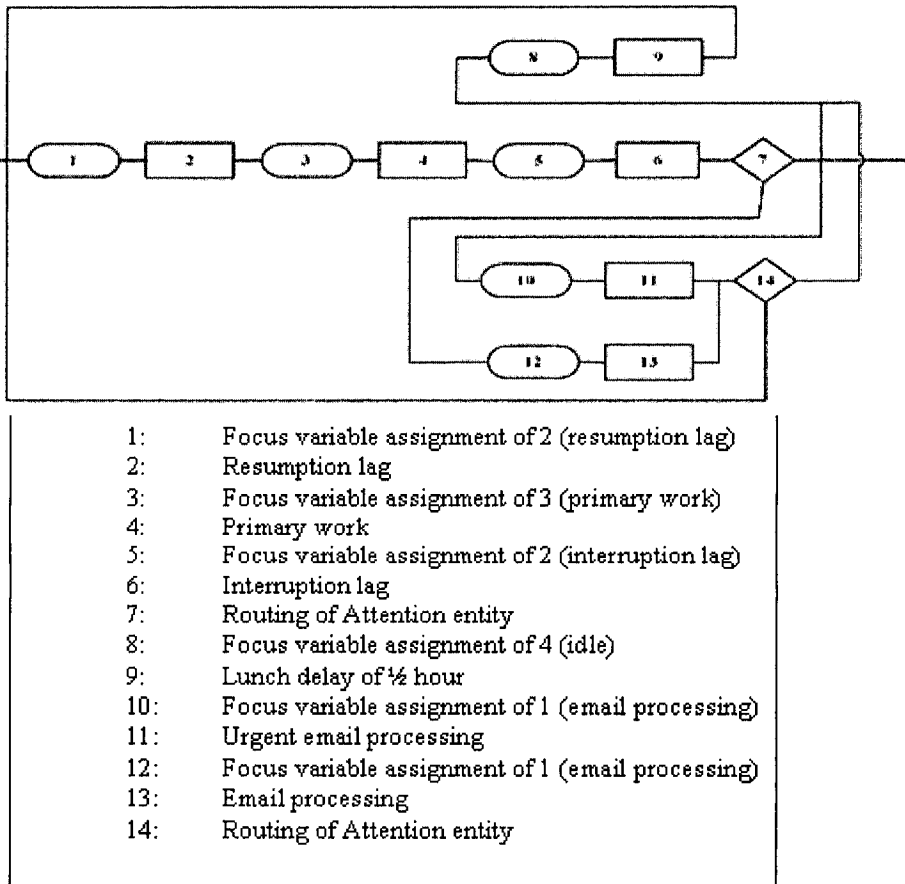 8 9
1 2 3 4 5 6 7
10 11 14
12 13
1: Focus variable assignment of 2 (resumption lag)
2: Resumption lag
3: Focus variable assignment of 3 (primary work)
4: Primary work
5: Focus variable assignment of 2 (interruption lag)
6: Interruption lag
7: Routing of Attention entity
8: Focus variable assignment of 4 (idle)
9: Lunch delay of ½ hour
10: Focus variable assignment of 1 (email processing)
11: Urgent email processing
12: Focus variable assignment of 1 (email processing)
13: Email processing
14: Routing of Attention entity